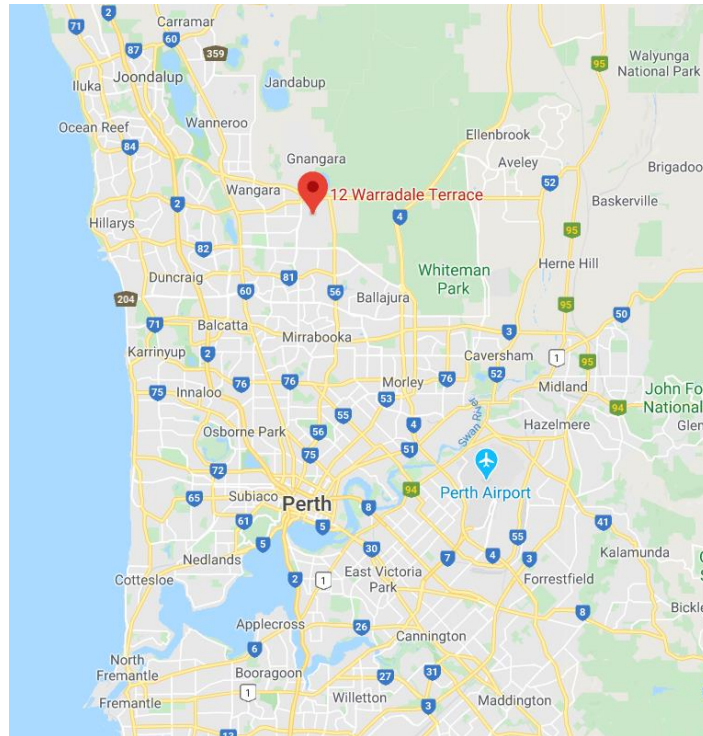 2
71
Carramar
60
87
359
Walyunga
National Park
95
Joondalup
Iluka
Jandabup
Wanneroo
Ocean Reef
Ellenbrook
95
84
Gnangara
Aveley
Brigadoo
Wangara
12 Warradale Terrace
52
2
4
Baskerville
Hillarys
95
82
Whiteman
Park
Herne Hill
Duncraig
81
60
56
Ballajura
204
95
50
71
Balcatta
Mirrabooka
3
Karrinyup
2
Caversham
1
95
76
76
Morley
76
52
Midland
John Fo
National
75
Innaloo
53
94
Glen
55
4
Swan River
Hazelmere
Osborne Park
56
75
51
72
Perth Airport
65
Subiaco
Perth
94
8
61
5
41
5
30
7
4
55
3
Kalamunda
Nedlands
2
1
East Victoria
Park
Forrestfield
Cottesloe
8
Bickle
Applecross
26
Cannington
6
North
Fremantle
Booragoon
27
31
1
Fremantle
Willetton
3
Maddington
12
2